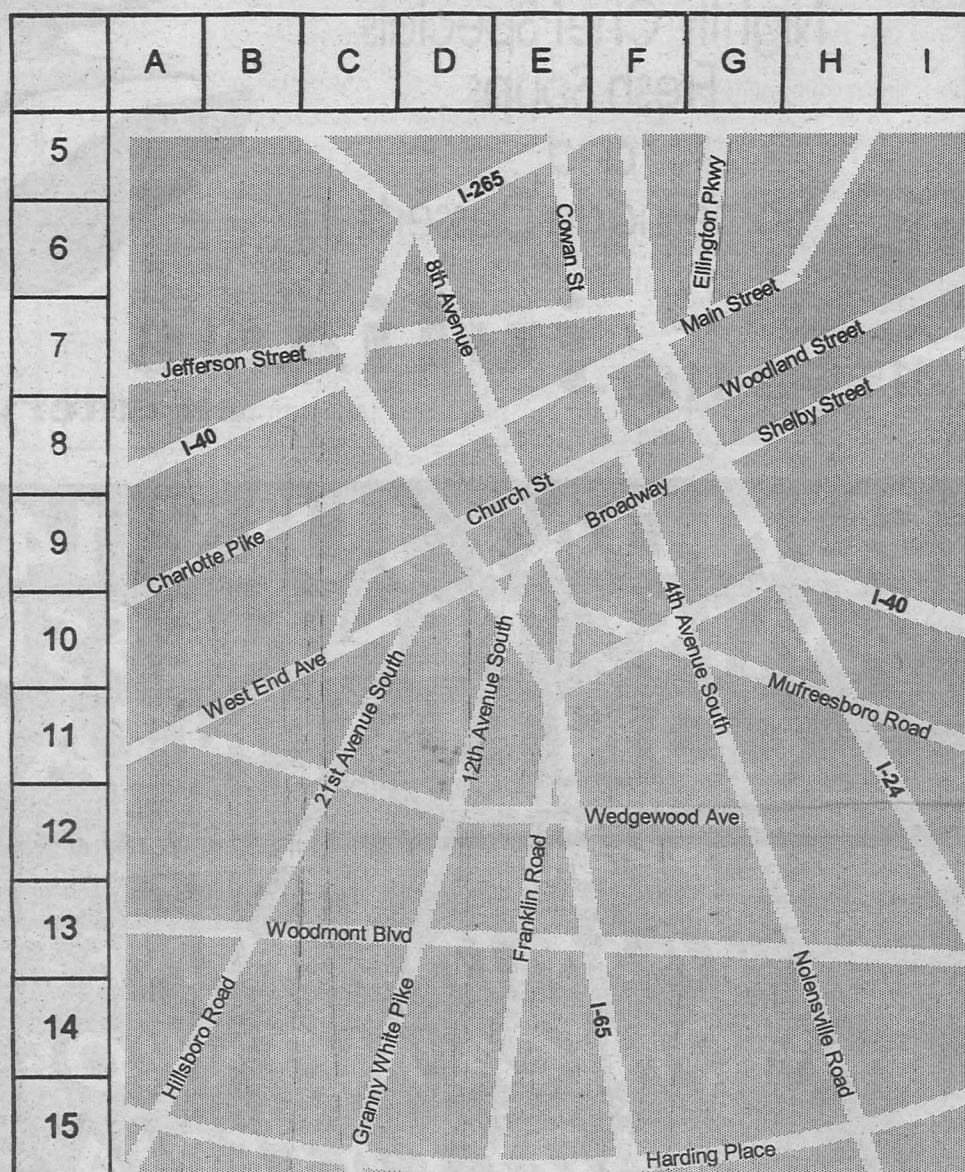 A B C D E F G H I
5
6
7
8
9
10
11
12
13
14
15
I-265
Cowan St
Ellington Pkwy
8th Avenue
Main Street
Jefferson Street
Woodland Street
Shelby Street
I-40
Church St
Broadway
Charlotte Pike
4th Avenue South
I-40
West End Ave
21st Avenue South
12th Avenue South
Mufreesboro Road
I-24
Wedgewood Ave
Franklin Road
Woodmont Blvd
Hillsboro Road
Granny White Pike
I-65
Nolensville Road
Harding Place